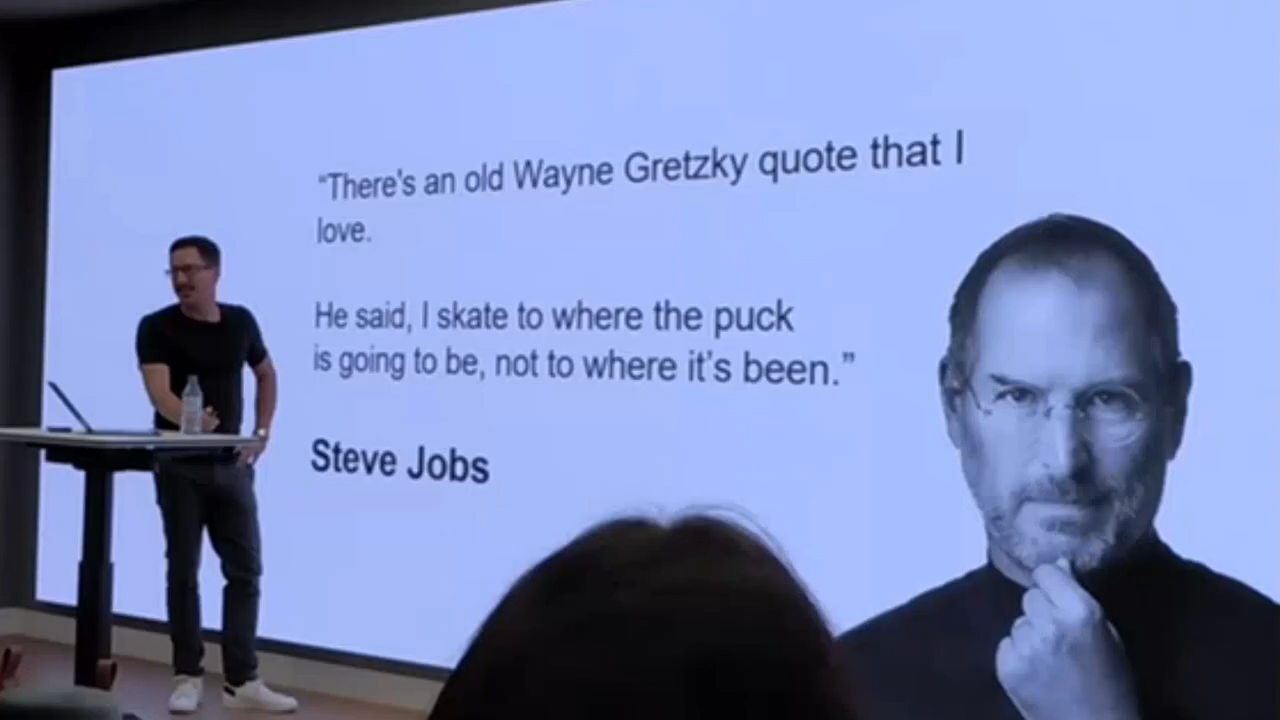 “There's an old Wayne Gretzky quote that I
love.
He said, I skate to where the puck
is going to be, not to where it’s been.”
Steve Jobs